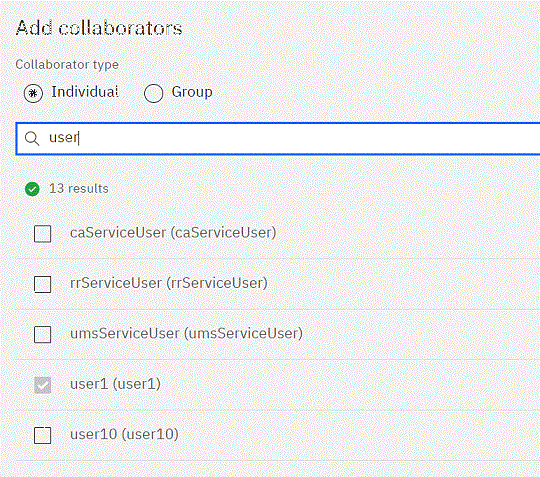 Add collaborators
Collaborator type
Individual Group
user
13 results
caServiceUser (caServiceUser)
rrServiceUser (rrServiceUser)
umsServiceUser (umsServiceUser)
user1 (user1)
user10 (user10)